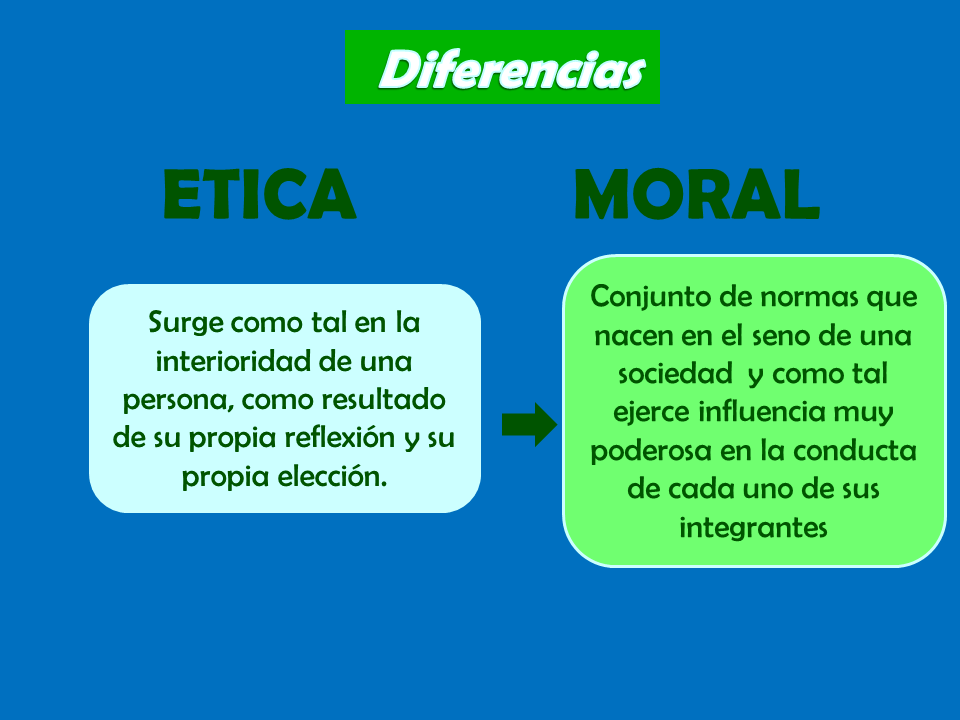 Diferencias
ETICA
MORAL
Surge como tal en la
interioridad de una
persona, como resultado
de su propia reflexión y su
propia elección.
Conjunto de normas que
nacen en el seno de una
sociedad  y como tal
ejerce influencia muy
poderosa en la conducta
de cada uno de sus
integrantes